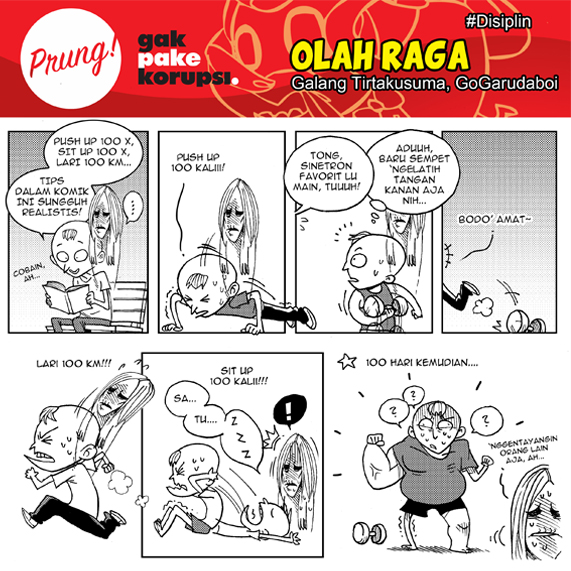 Prung!
gak
pake
korupsi.
#Disiplin
OLAH RAGA
Galang Tirtakusuma, GoGarudaboi
PUSH UP 100 X,
SIT UP 100 X,
LARI 100 KM...
TIPS
DALAM KOMIK
INI SUNGGUH
REALISTIS!
...
COBAIN,
AH...
PUSH UP
100 KALIII!
TONG,
SINETRON
FAVORIT LU
MAIN, TUUUH!
ADUUH,
BARU SEMPET
'NGELATIH
TANGAN
KANAN AJA
NIH...
BODO' AMAT~
LARI 100 KM!!!
SIT UP
100 KALII!!!
SA...
TU....
Z
Z
Z
!
100 HARI KEMUDIAN....
?
?
?
'NGGENTAYANGIN
ORANG LAIN
AJA, AH...